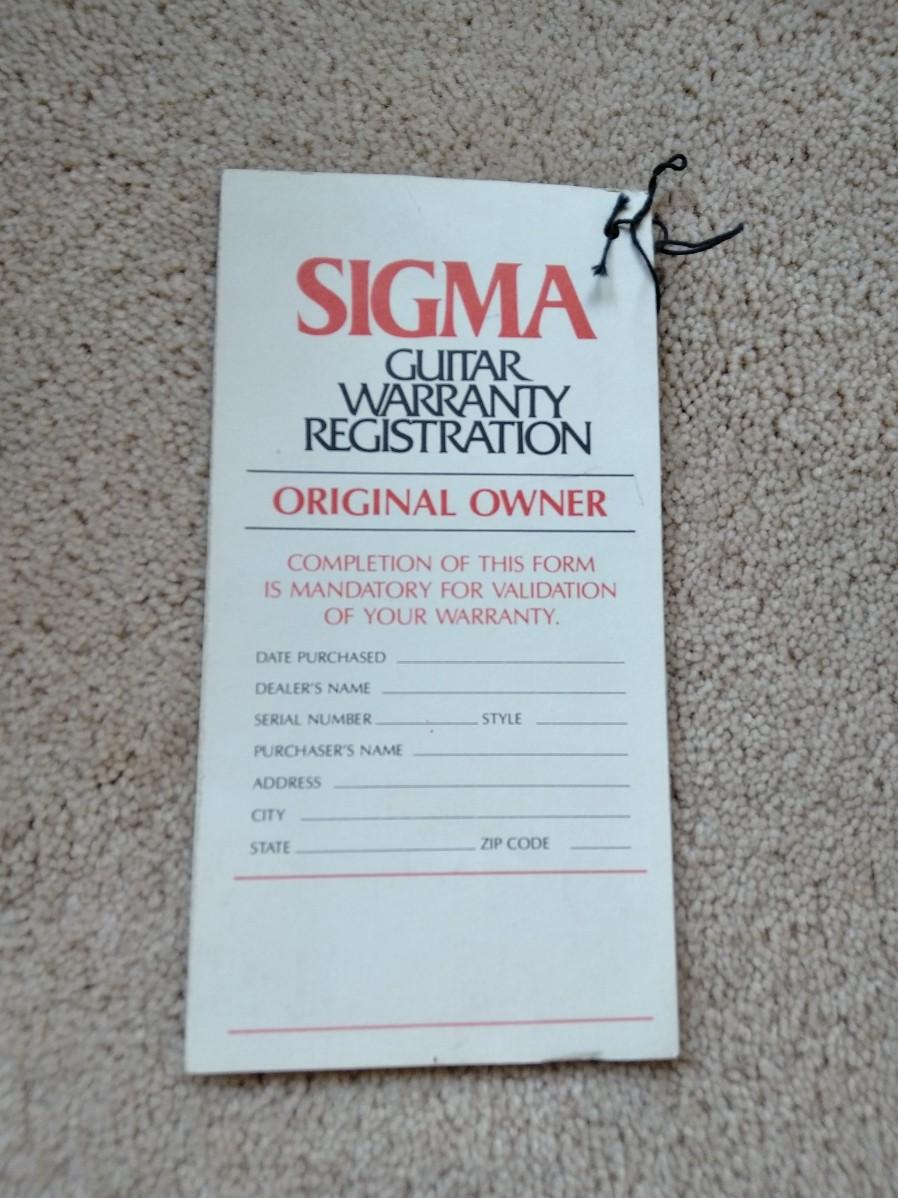 SIGMA
GUITAR
WARRANTY
REGISTRATION
ORIGINAL OWNER
COMPLETION OF THIS FORM
IS MANDATORY FOR VALIDATION
OF YOUR WARRANTY.
DATE PURCHASED
DEALER'S NAME
SERIAL NUMBER STYLE
PURCHASER'S NAME
ADDRESS
CITY
STATE ZIP CODE